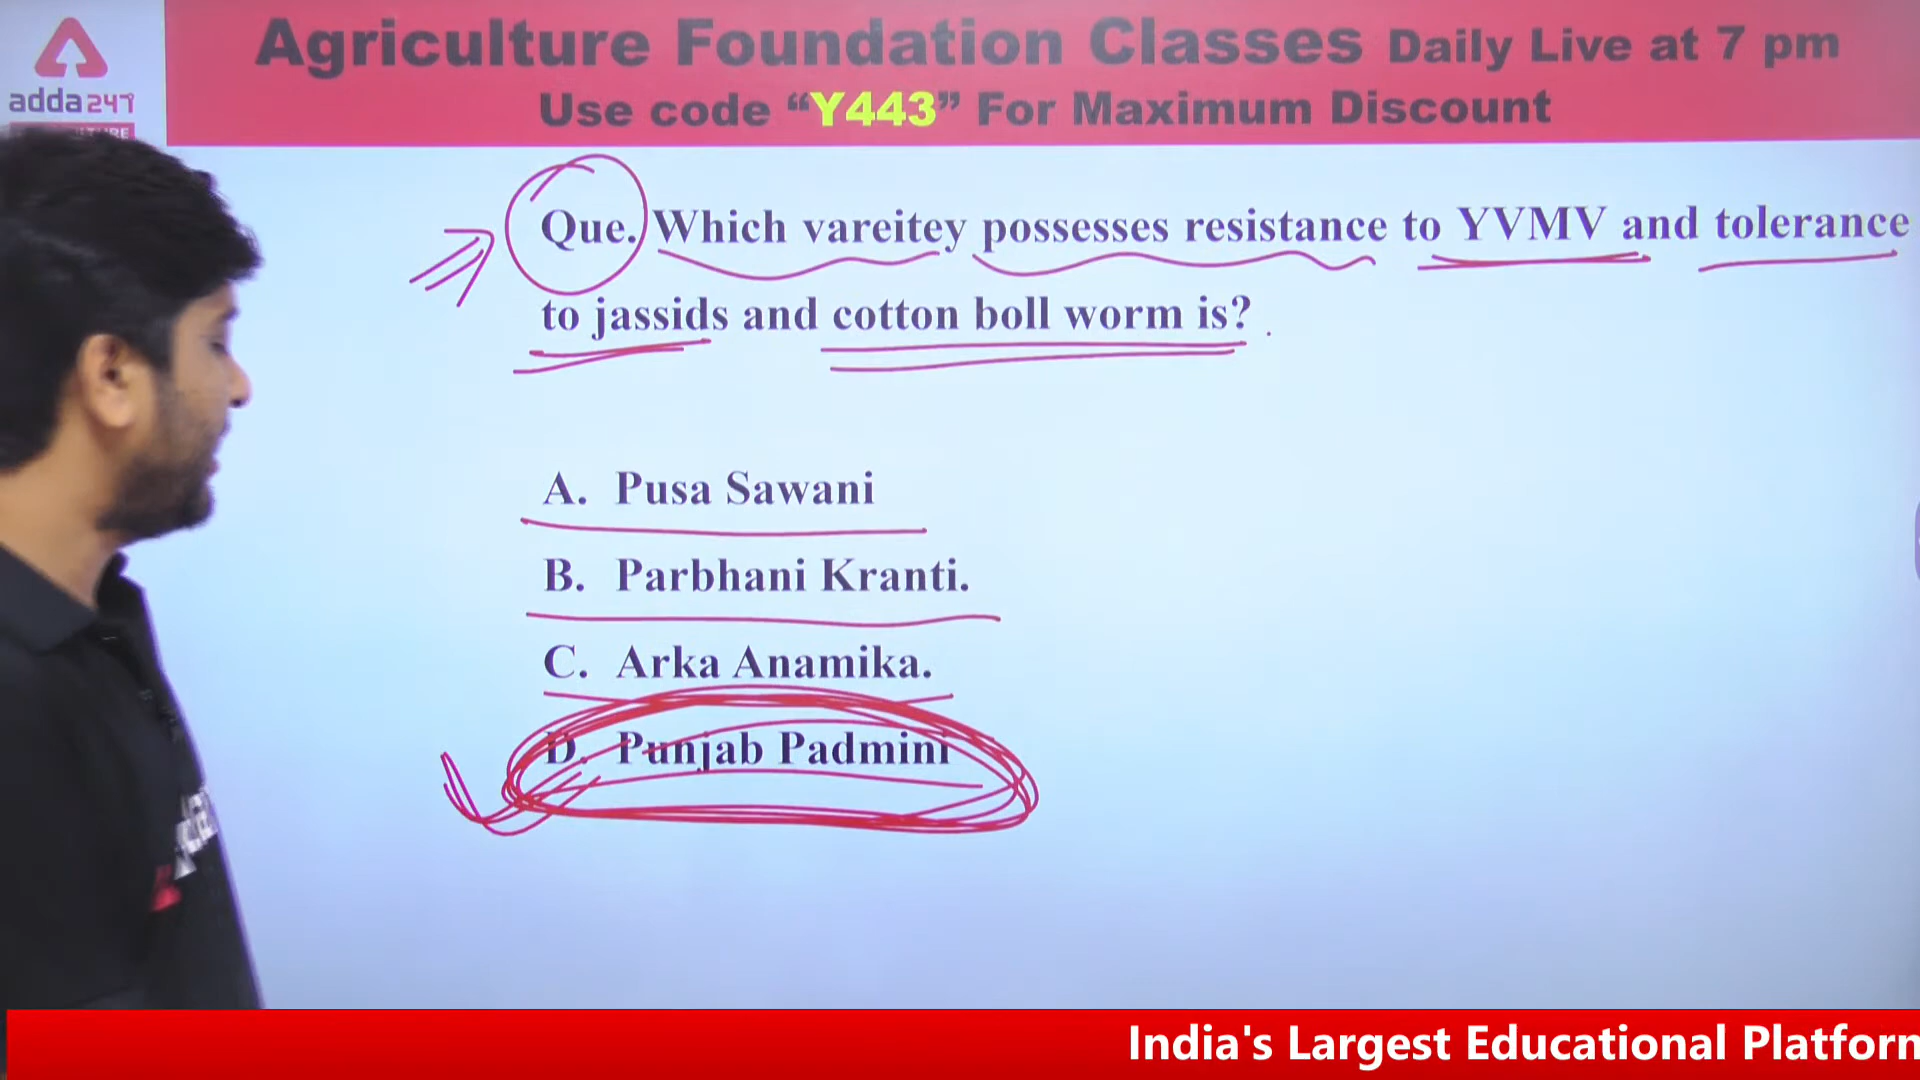 Agriculture Foundation Classes Daily Live at 7 pm
Use code “Y443” For Maximum Discount
adda247
Que. Which vareitey possesses resistance to YVMV and tolerance
to jassids and cotton boll worm is?
A. Pusa Sawani
B. Parbhani Kranti.
C. Arka Anamika.
D. Punjab Padmini
India's Largest Educational Platform